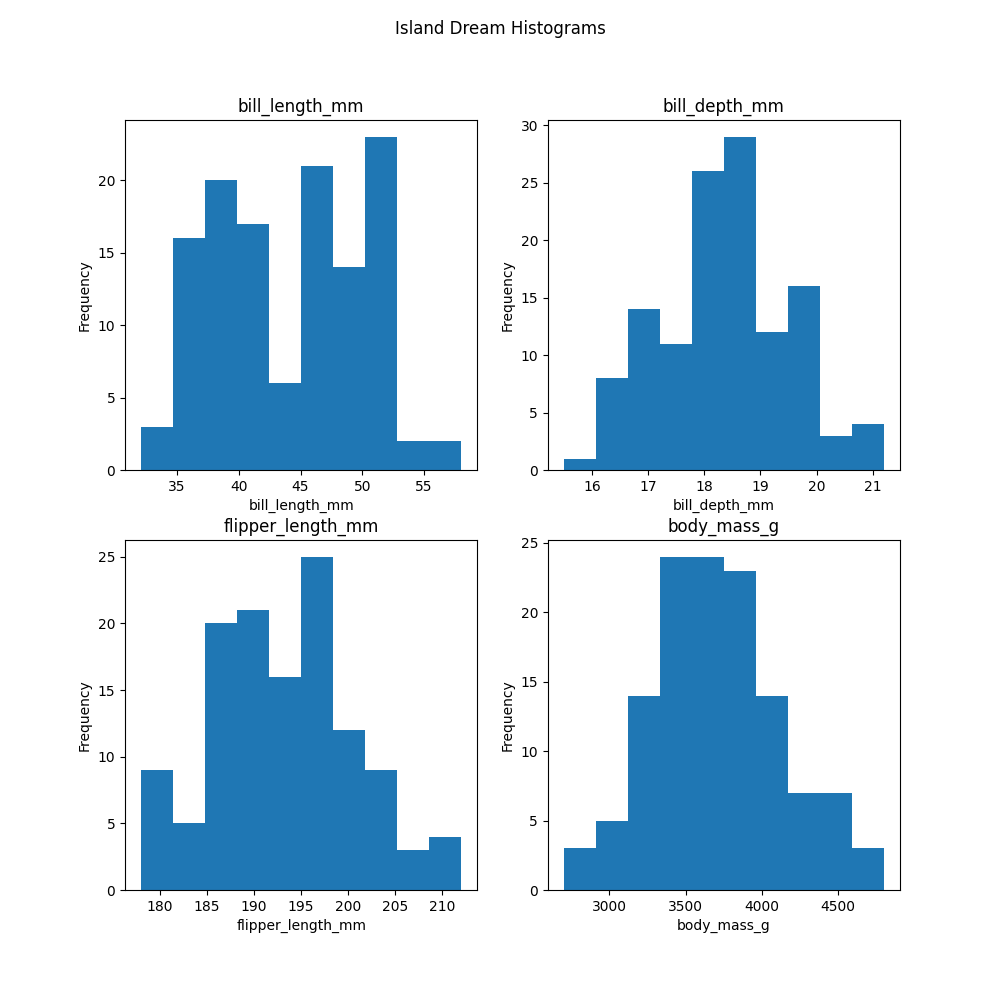 Island Dream Histograms
bill_length_mm
Frequency
20
15
10
5
0
35 40 45 50 55
bill_length_mm
bill_depth_mm
Frequency
30
25
20
15
10
5
0
16 17 18 19 20 21
bill_depth_mm
flipper_length_mm
Frequency
25
20
15
10
5
0
180 185 190 195 200 205 210
flipper_length_mm
body_mass_g
Frequency
25
20
15
10
5
0
3000 3500 4000 4500
body_mass_g